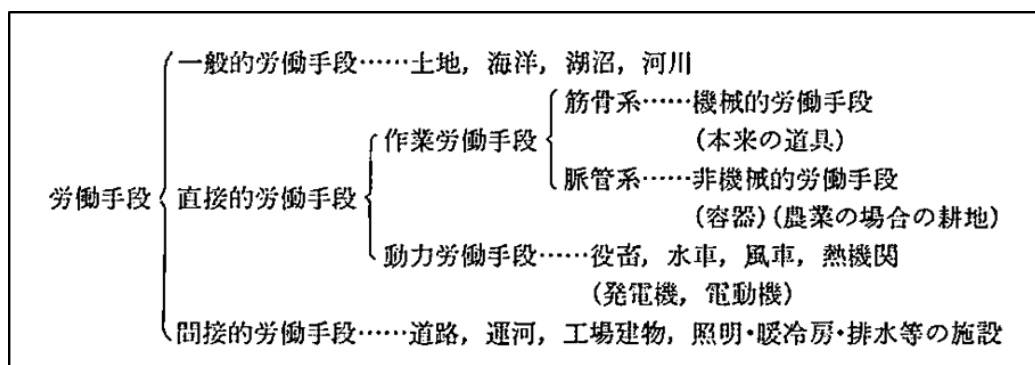 一般的労働手段……土地，海洋，湖沼，河川
筋骨系……機械的労働手段
作業労働手段
(本来の道具)
脈管系……非機械的労働手段
労働手段
直接的労働手段
(容器)(農業の場合の耕地)
動力労働手段……役畜，水車，風車，熱機関
(発電機，電動機)
間接的労働手段……道路，運河，工場建物，照明・暖冷房・排水等の施設